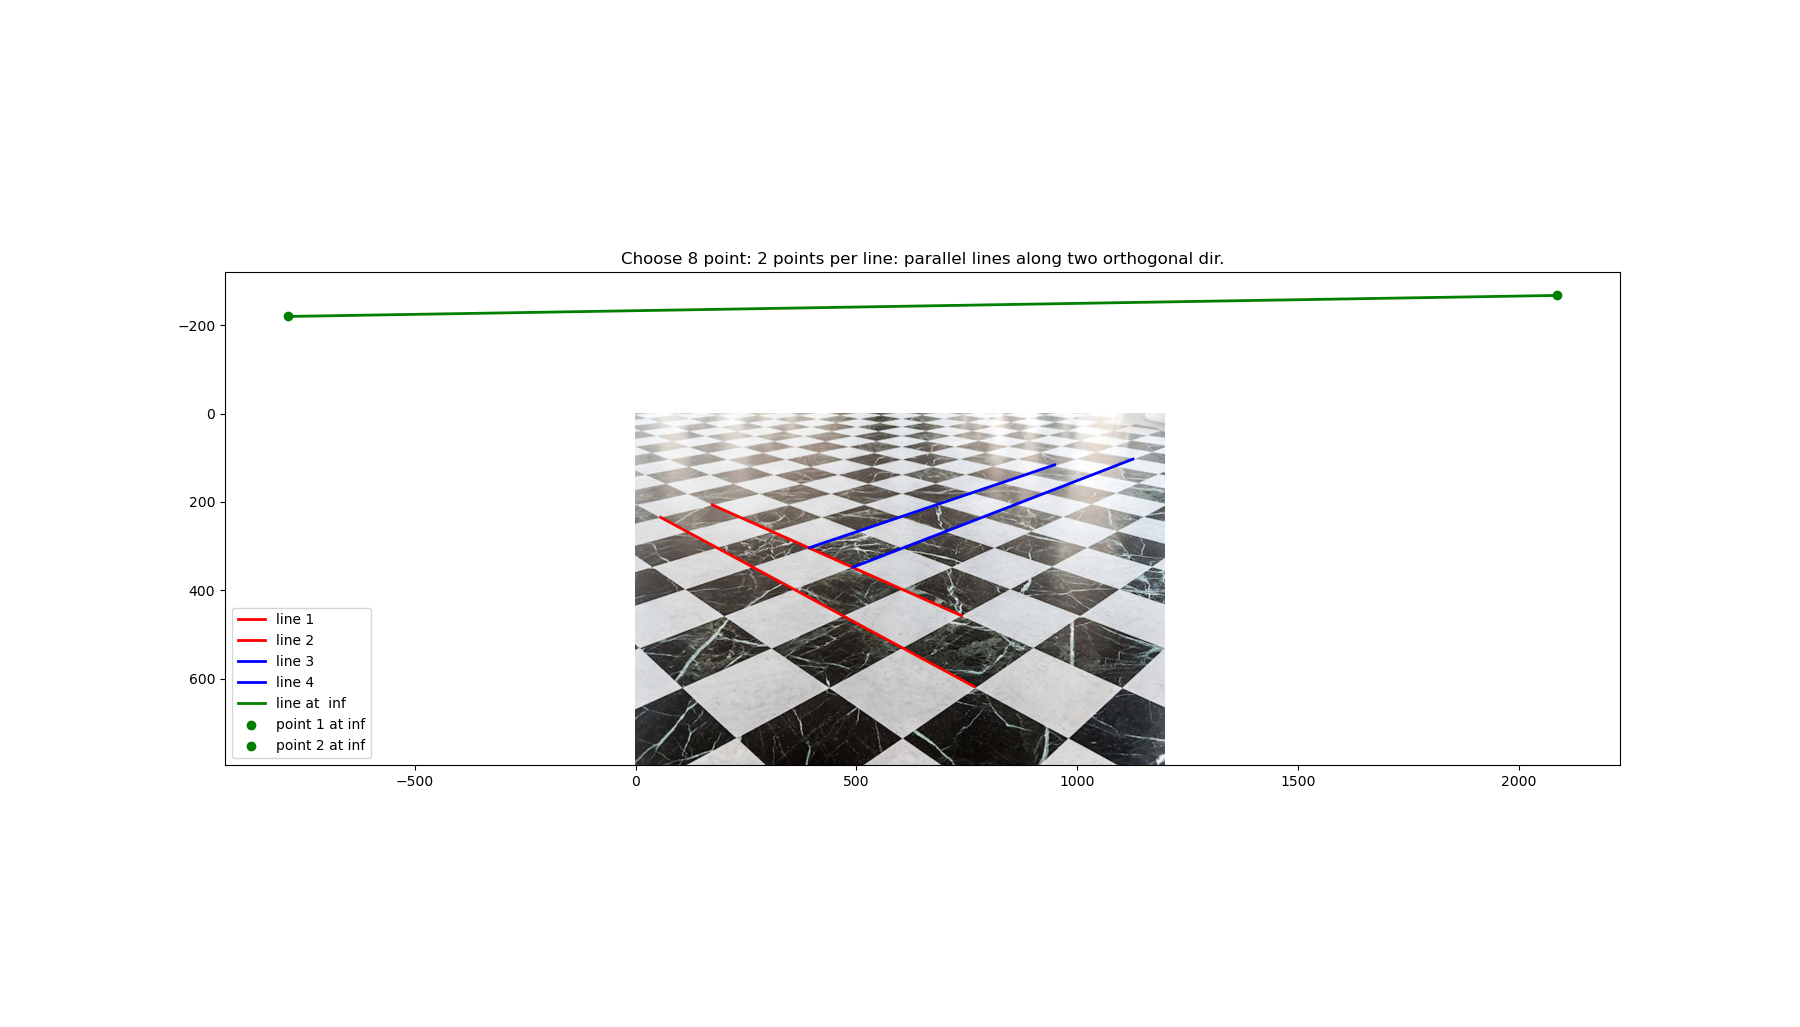 Choose 8 point: 2 points per line: parallel lines along two orthogonal dir.
−200
0
200
400
600
line 1
line 2
line 3
line 4
line at  inf
point 1 at inf
point 2 at inf
−500
0
500
1000
1500
2000